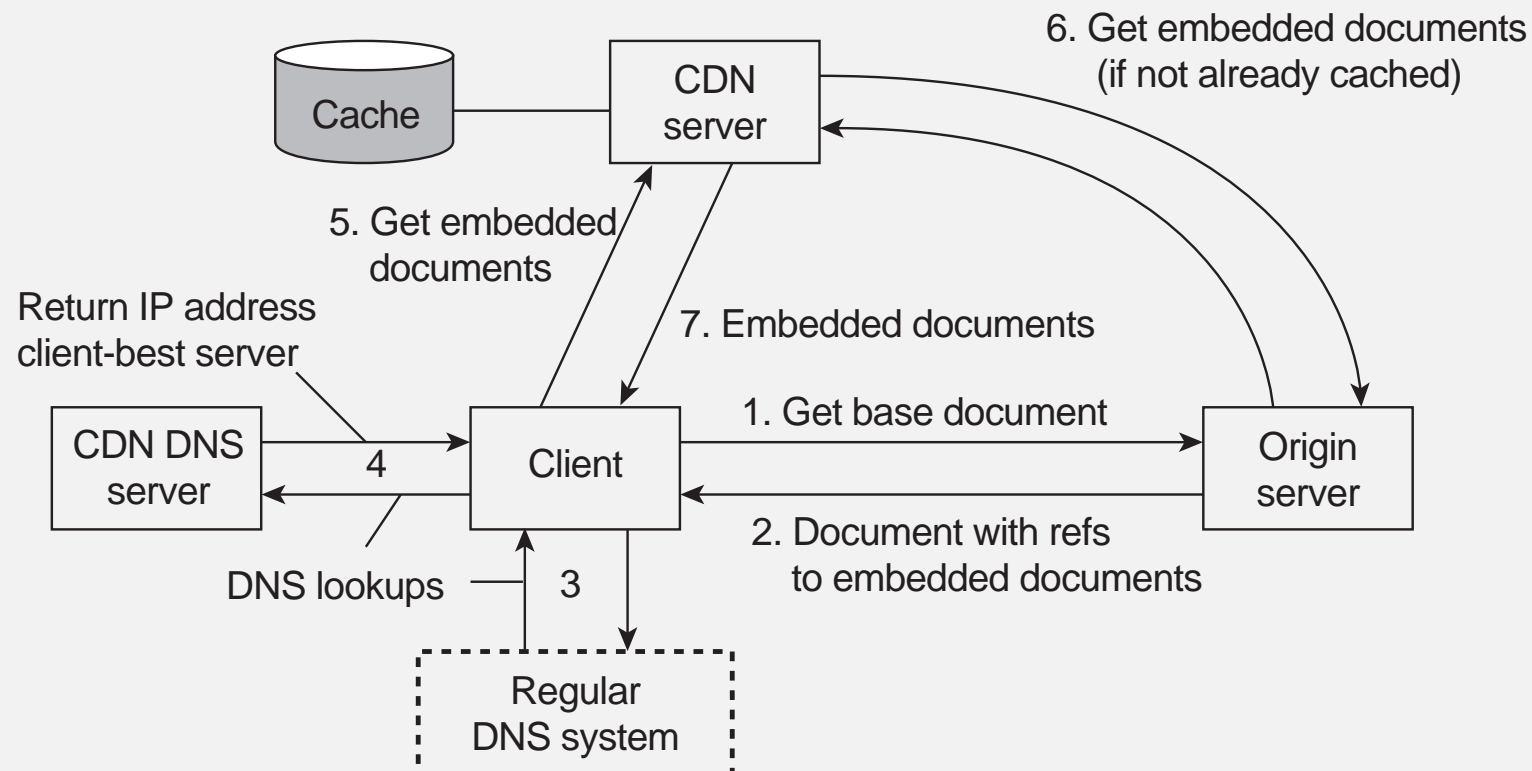 6. Get embedded documents
(if not already cached)
CDN
server
Cache
5. Get embedded
documents
Return IP address
client-best server
7. Embedded documents
1. Get base document
CDN DNS
server
4
Client
Origin
server
2. Document with refs
to embedded documents
DNS lookups
3
Regular
DNS system